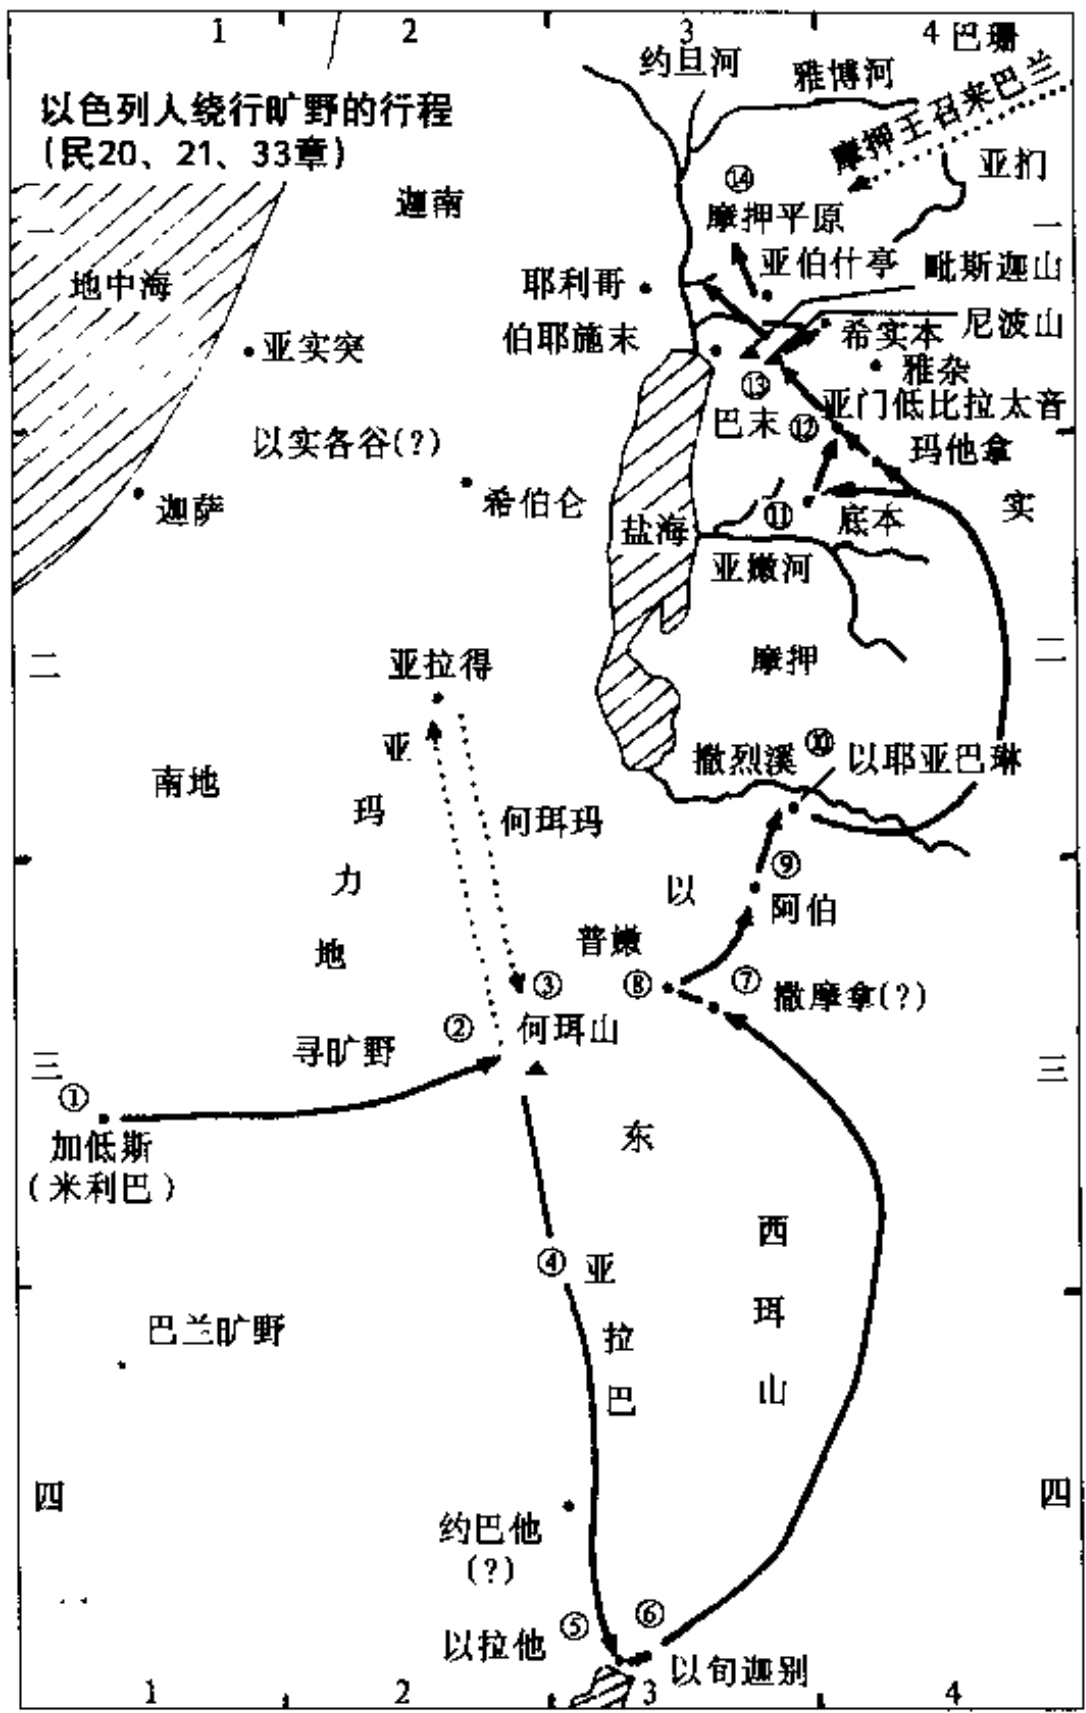 1
2
3
4
巴珊
约旦河
雅博河
摩押王召来巴兰
以色列人绕行旷野的行程
(民20、21、33章)
亚扪
⑭
迦南
摩押平原
一
一
亚伯什亭
毗斯迦山
地中海
耶利哥
伯耶施末
尼波山
希实本
亚实突
雅杂
⑬
亚门低比拉太音
巴末
⑫
以实各谷(?)
玛他拿
希伯仑
迦萨
实
盐海
⑪
底本
亚嫩河
二
亚拉得
摩押
二
亚
玛
力
地
南地
撒烈溪
⑩
以耶亚巴琳
何珥玛
⑨
以
东
阿伯
普嫩
③
⑧
⑦
撒摩拿(?)
②
何珥山
寻旷野
三
三
①
加低斯
(米利巴)
西
珥
山
④
亚
拉
巴
巴兰旷野
四
四
约巴他
(?)
⑤
⑥
以拉他
以旬迦别
1
2
3
4